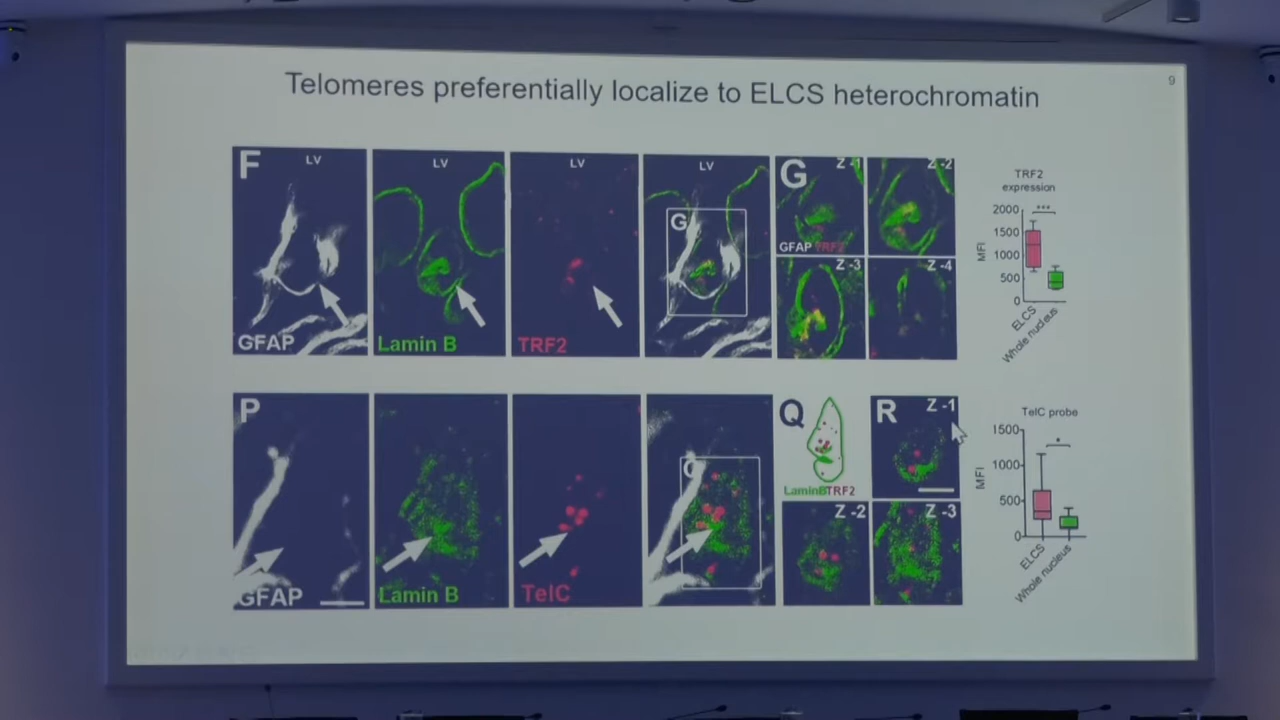 Telomeres preferentially localize to ELCS heterochromatin
9
F
LV
GFAP
LV
Lamin B
LV
TRF2
LV
G
G
Z -1
GFAP TRF2
Z -2
Z -3
Z -4
TRF2
expression
MFI
2000
1500
1000
500
0
***
ELCS
Whole nucleus
P
GFAP
Lamin B
TelC
Q
LaminBTRF2
R
Z -1
Z -2
Z -3
TelC probe
MFI
1500
1000
500
0
*
ELCS
Whole nucleus